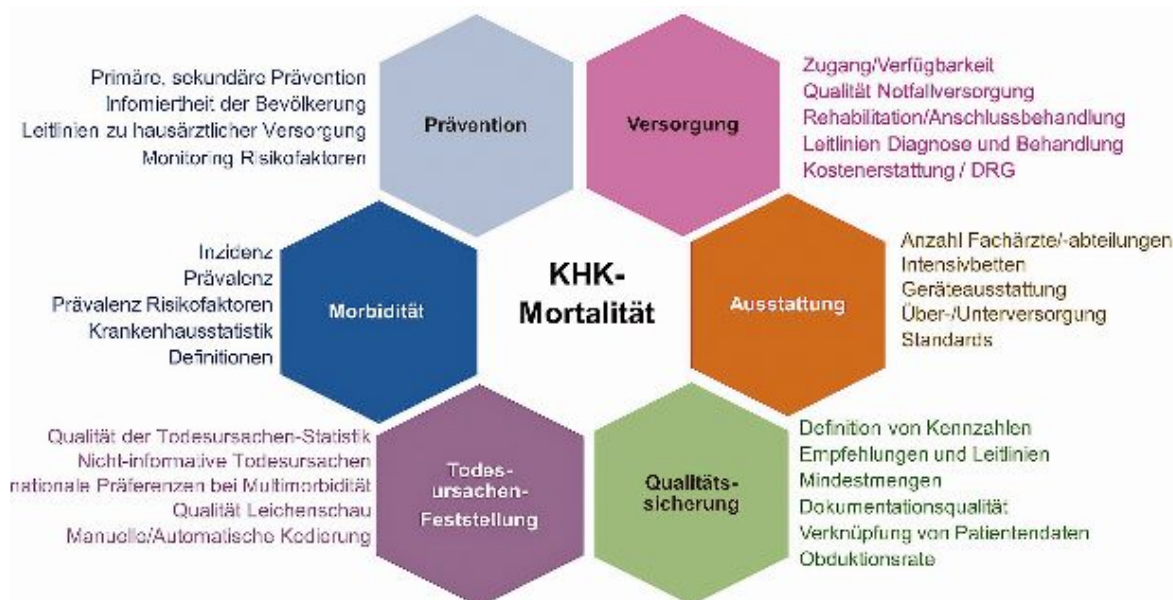 Primäre, sekundäre Prävention
Infomiertheit der Bevölkerung
Leitlinien zu hausärztlicher Versorgung
Monitoring Risikofaktoren
Prävention
Versorgung
Zugang/Verfügbarkeit
Qualität Notfallversorgung
Rehabilitation/Anschlussbehandlung
Leitlinien Diagnose und Behandlung
Kostenerstattung / DRG
Inzidenz
Prävalenz
Prävalenz Risikofaktoren
Krankenhausstatistik
Definitionen
Morbidität
KHK-
Mortalität
Ausstattung
Anzahl Fachärzte/-abteilungen
Intensivbetten
Geräteausstattung
Über-/Unterversorgung
Standards
Qualität der Todesursachen-Statistik
Nicht-informative Todesursachen
nationale Präferenzen bei Multimorbidität
Qualität Leichenschau
Manuelle/Automatische Kodierung
Todes-
ursachen-
Feststellung
Qualitäts-
sicherung
Definition von Kennzahlen
Empfehlungen und Leitlinien
Mindestmengen
Dokumentationsqualität
Verknüpfung von Patientendaten
Obduktionsrate